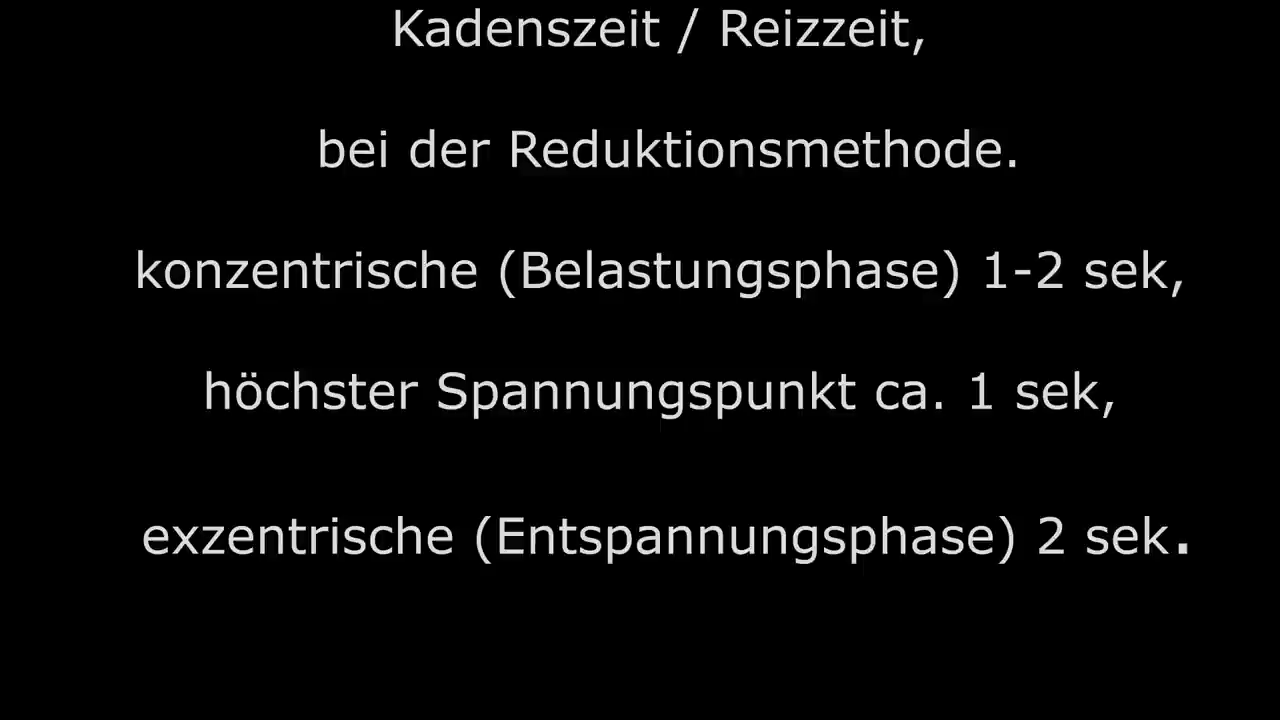 Kadenszeit / Reizzeit,
bei der Reduktionsmethode.
konzentrische (Belastungsphase) 1-2 sek,
höchster Spannungspunkt ca. 1 sek,
exzentrische (Entspannungsphase) 2 sek.